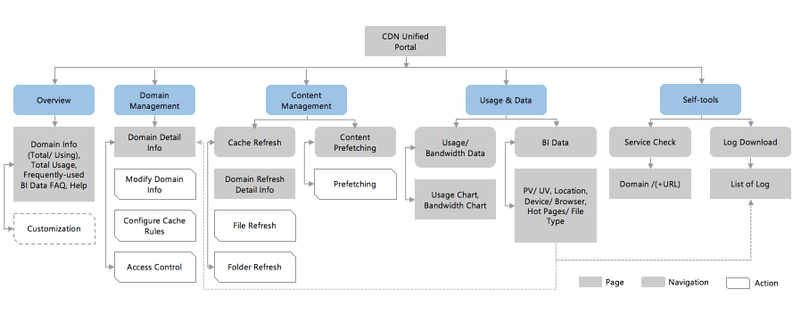 CDN Unified
Portal
Overview
Domain
Management
Content
Management
Usage & Data
Self-tools
Domain Info
(Total/ Using),
Total Usage,
Frequently-used
BI Data FAQ, Help
Customization
Domain Detail
Info
Modify Domain
Info
Configure Cache
Rules
Access Control
Cache Refresh
Domain Refresh
Detail Info
File Refresh
Folder Refresh
Content
Prefetching
Prefetching
Usage/
Bandwidth Data
Usage Chart,
Bandwidth Chart
BI Data
PV/ UV, Location,
Device/ Browser,
Hot Pages/ File
Type
Service Check
Domain /(+URL)
Log Download
List of Log
Page
Navigation
Action